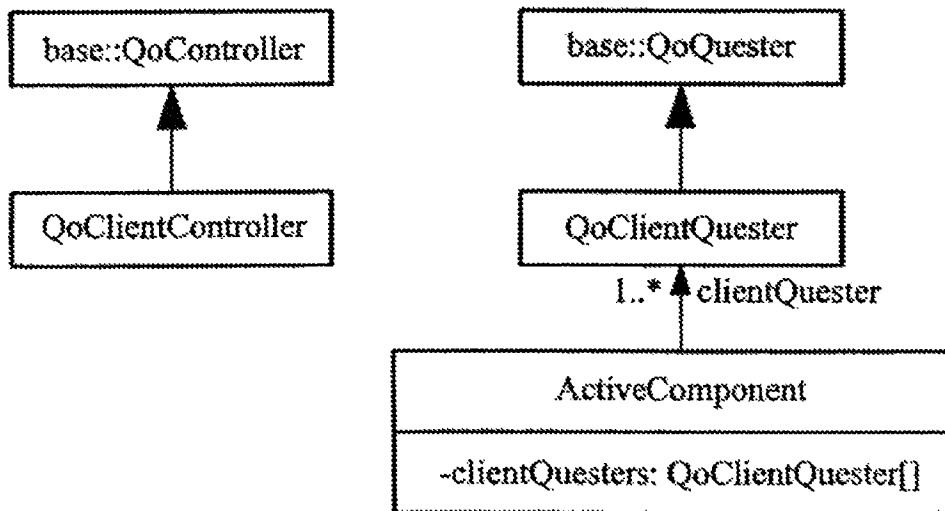 base::QoController
base::QoQuester
QoClientController
QoClientQuester
1..* clientQuester
ActiveComponent
-clientQuesters: QoClientQuester[]